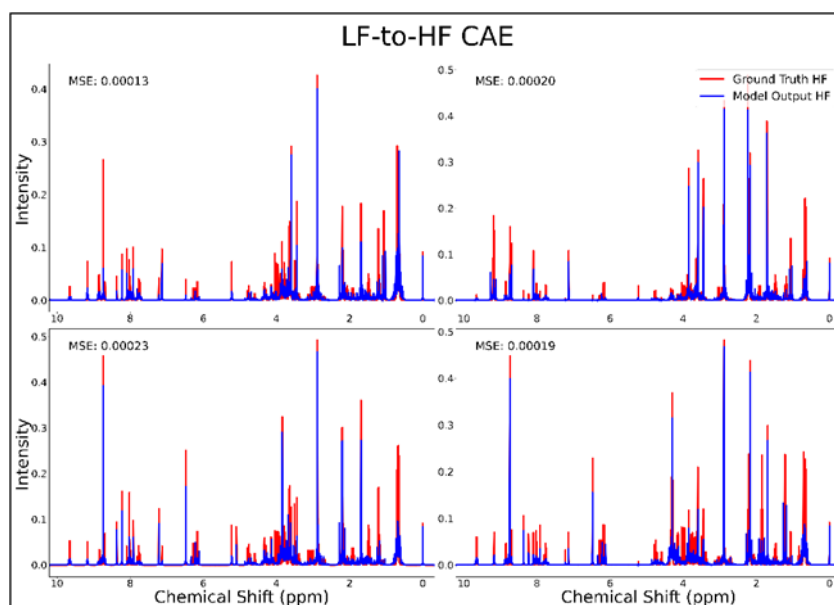 LF-to-HF CAE
MSE: 0.00013
MSE: 0.00020
Ground Truth HF
Model Output HF
Intensity
0.4
0.3
0.2
0.1
0.0
10 8 6 4 2 0
0.5
0.4
0.3
0.2
0.1
0.0
10 8 6 4 2 0
MSE: 0.00023
MSE: 0.00019
Intensity
0.5
0.4
0.3
0.2
0.1
0.0
10 8 6 4 2 0
Chemical Shift (ppm)
0.5
0.4
0.3
0.2
0.1
0.0
10 8 6 4 2 0
Chemical Shift (ppm)